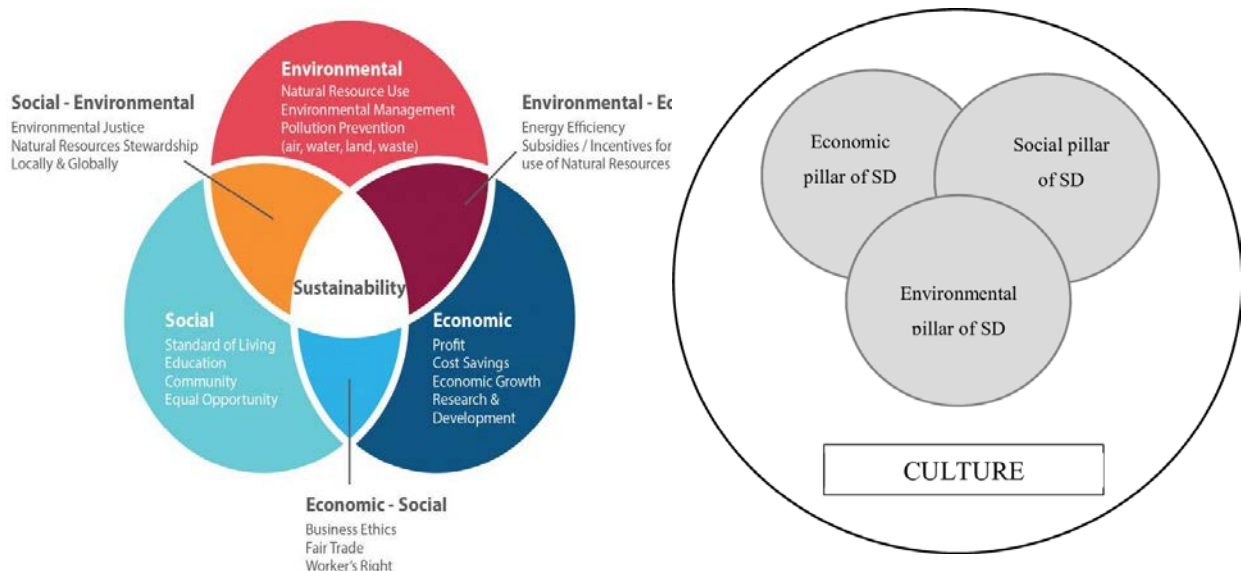 Environmental
Natural Resource Use
Environmental Management
Pollution Prevention
(air, water, land, waste)
Social - Environmental
Environmental Justice
Natural Resources Stewardship
Locally & Globally
Environmental - Ec
Energy Efficiency
Subsidies / Incentives for
use of Natural Resources
Sustainability
Social
Standard of Living
Education
Community
Equal Opportunity
Economic
Profit
Cost Savings
Economic Growth
Research &
Development
Economic - Social
Business Ethics
Fair Trade
Worker's Right
Economic
pillar of SD
Social pillar
of SD
Environmental
pillar of SD
CULTURE